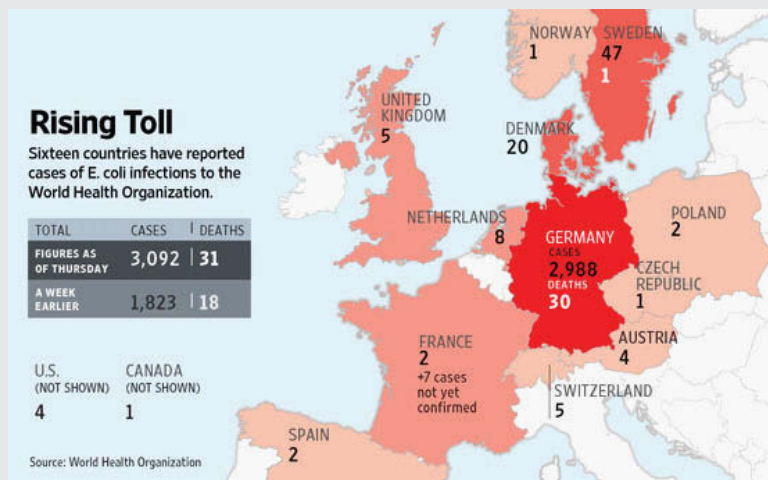 NORWAY
1
SWEDEN
47
1
UNITED
KINGDOM
5
Rising Toll
Sixteen countries have reported
cases of E. coli infections to the
World Health Organization.
DENMARK
20
TOTAL CASES DEATHS
FIGURES AS
OF THURSDAY 3,092 31
A WEEK
EARLIER 1,823 18
NETHERLANDS
8
GERMANY
CASES
2,988
DEATHS
30
POLAND
2
CZECH
REPUBLIC
1
AUSTRIA
4
FRANCE
2
+7 cases
not yet
confirmed
SWITZERLAND
5
U.S.
(NOT SHOWN)
4
CANADA
(NOT SHOWN)
1
SPAIN
2
Source: World Health Organization